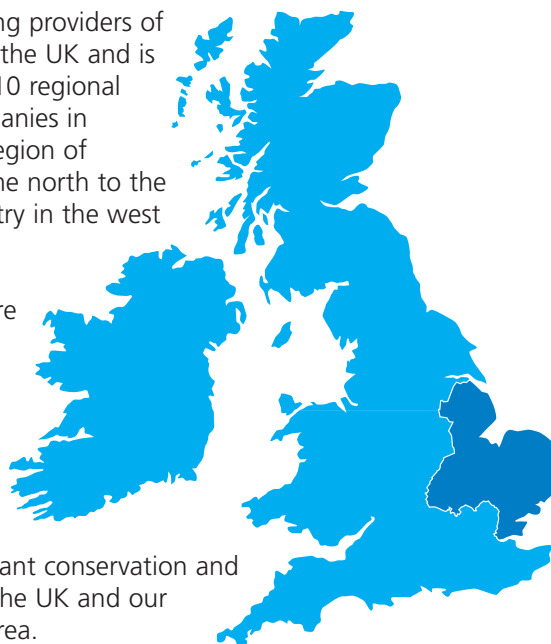 ng providers of
the UK and is
10 regional
anies in
egion of
ne north to the
try in the west
re
ant conservation and
he UK and our
rea.